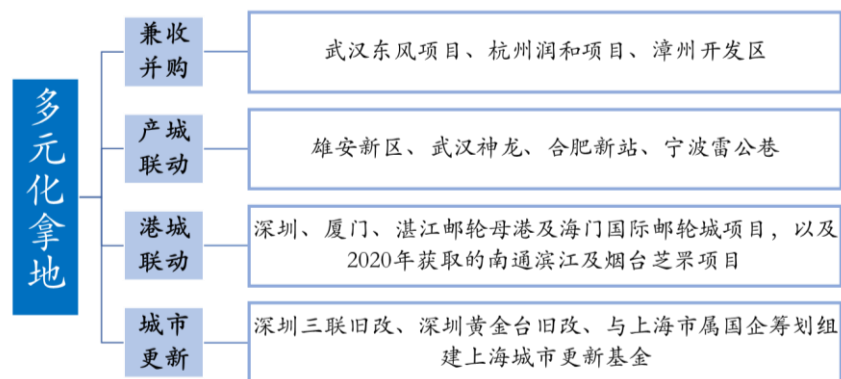 多元化拿地
兼收
并购
武汉东风项目、杭州润和项目、漳州开发区
产城
联动
雄安新区、武汉神龙、合肥新站、宁波雷公巷
港城
联动
深圳、厦门、湛江邮轮母港及海门国际邮轮城项目，以及
2020年获取的南通滨江及烟台芝罘项目
城市
更新
深圳三联旧改、深圳黄金台旧改、与上海市属国企筹划组
建上海城市更新基金